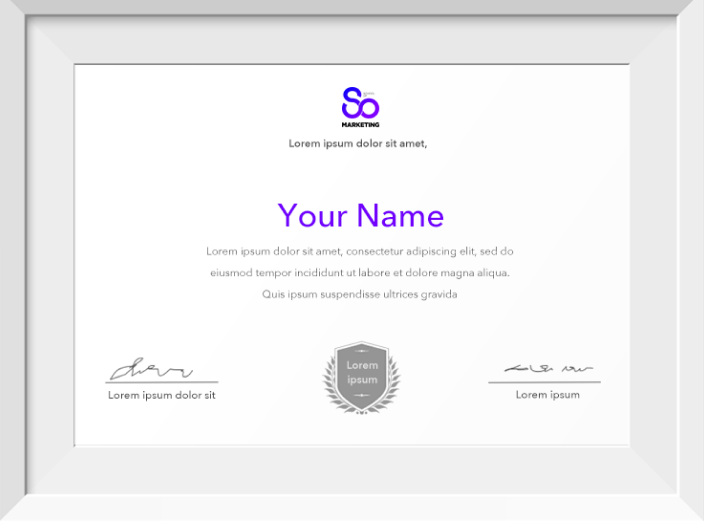 So
MARKETING
Lorem ipsum dolor sit amet,
Your Name
Lorem ipsum dolor sit amet, consectetur adipiscing elit, sed do
eiusmod tempor incididunt ut labore et dolore magna aliqua.
Quis ipsum suspendisse ultrices gravida
Lorem
ipsum
Lorem ipsum dolor sit
Lorem ipsum